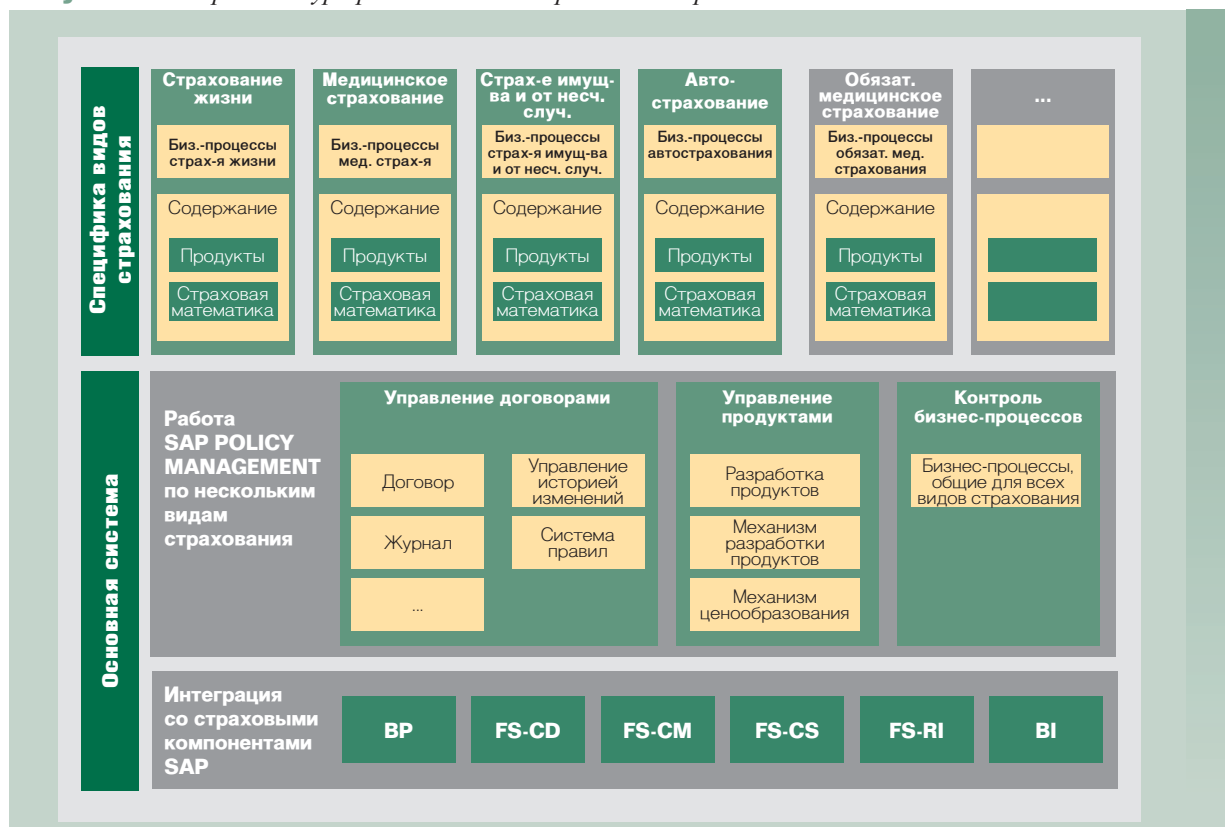 Специфика видов
страхования
Страхование
жизни
Биз.-процессы
страх-я жизни
Содержание
Продукты
Страховая
математика
Медицинское
страхование
Биз.-процессы
мед. страх-я
Содержание
Продукты
Страховая
математика
Страх-е имущ-
ва и от несч.
случ.
Биз.-процессы
страх-я имущ-ва
и от несч. случ.
Содержание
Продукты
Страховая
математика
Авто-
страхование
Биз.-процессы
автострахования
Содержание
Продукты
Страховая
математика
Обязат.
медицинское
страхование
Биз.-процессы
обязат. мед.
страхования
Содержание
Продукты
Страховая
математика
...
Основная система
Работа
SAP POLICY
MANAGEMENT
по нескольким
видам
страхования
Управление договорами
Договор
Журнал
...
Управление
историей
изменений
Система
правил
Управление
продуктами
Разработка
продуктов
Механизм
разработки
продуктов
Механизм
ценообразования
Контроль
бизнес-процессов
Бизнес-процессы,
общие для всех
видов страхования
Интеграция
со страховыми
компонентами
SAP
BP
FS-CD
FS-CM
FS-CS
FS-RI
BI